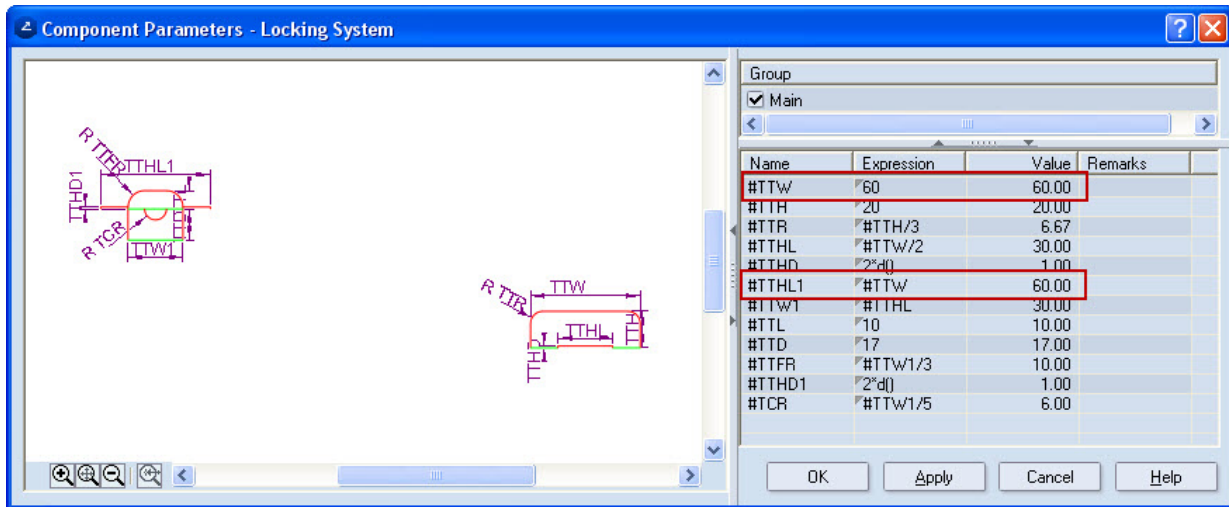 Component Parameters - Locking System
R TTFR
TTHL1
TTHD1
R TCR
TTW1
R TTR
TTW
TTHL
TTH
TTHD
Group
Main
Name Expression Value Remarks
#TTW 60 60.00
#TTH 20 20.00
#TTR #TTH/3 6.67
#TTHL #TTW/2 30.00
#TTHD 2*d() 1.00
#TTHL1 #TTW 60.00
#TTW1 #TTHL 30.00
#TTL 10 10.00
#TTD 17 17.00
#TTFR #TTW1/3 10.00
#TTHD1 2*d() 1.00
#TCR #TTW1/5 6.00
OK Apply Cancel Help